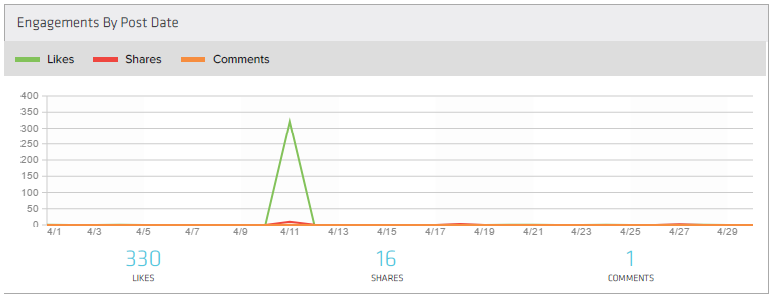 Engagements By Post Date
Likes Shares Comments
400
350
300
250
200
150
100
50
0
4/1 4/3 4/5 4/7 4/9 4/11 4/13 4/15 4/17 4/19 4/21 4/23 4/25 4/27 4/29
330 16 1
LIKES SHARES COMMENTS